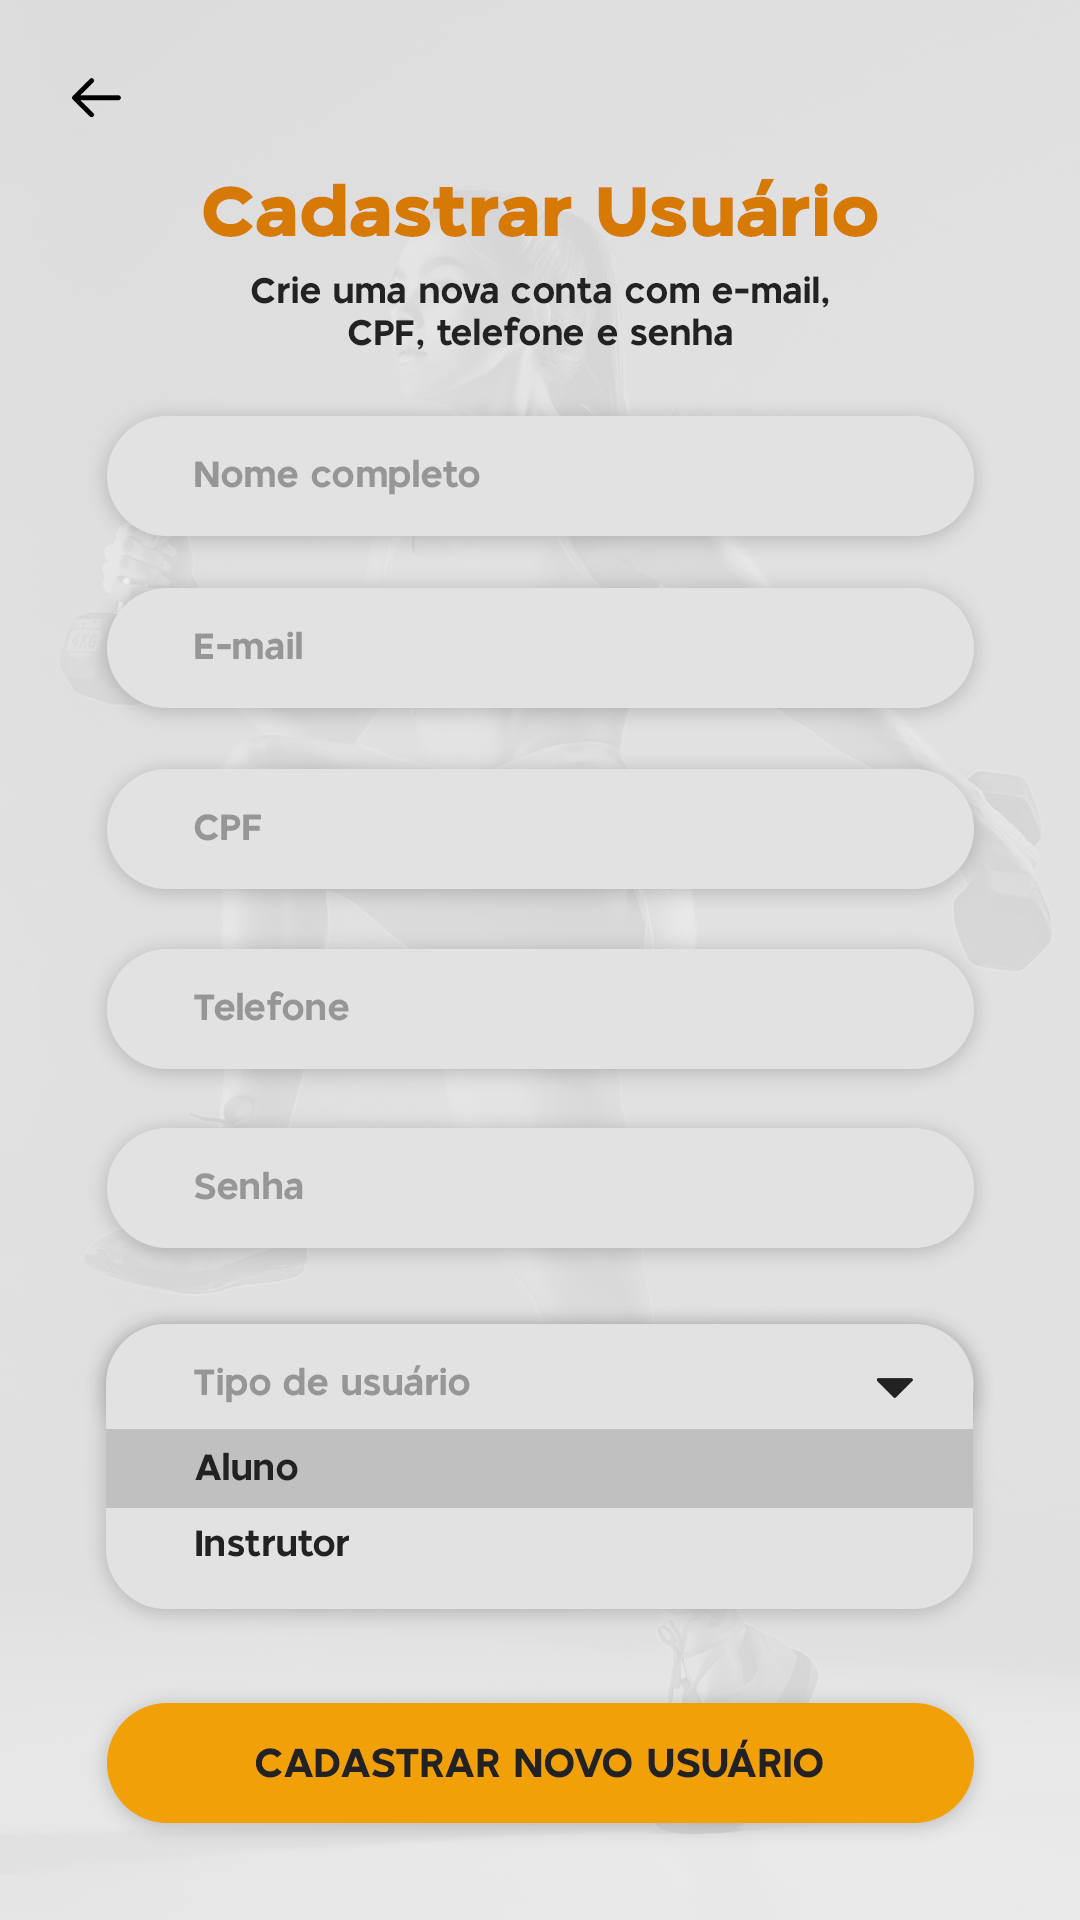 Cadastrar Usuário
Crie uma nova conta com e-mail,
CPF, telefone e senha
Nome completo
E-mail
4KG
CPF
Telefone
Senha
Tipo de usuário
Aluno
Instrutor
CADASTRAR NOVO USUÁRIO